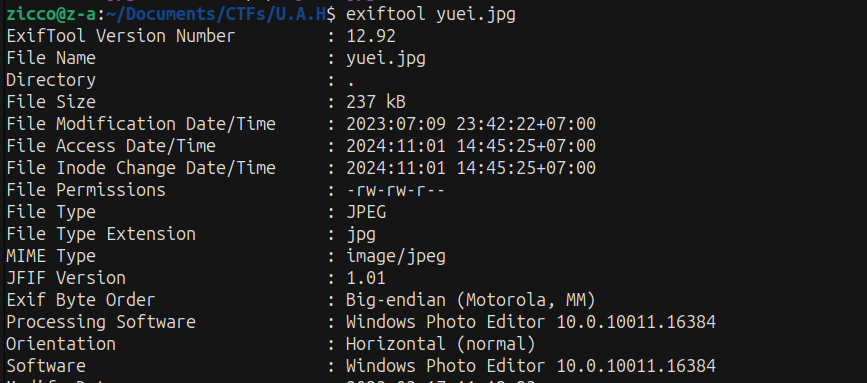 zicco@z-a:~/Documents/CTFs/U.A.H$ exiftool yuei.jpg
ExifTool Version Number : 12.92
File Name : yuei.jpg
Directory : .
File Size : 237 kB
File Modification Date/Time : 2023:07:09 23:42:22+07:00
File Access Date/Time : 2024:11:01 14:45:25+07:00
File Inode Change Date/Time : 2024:11:01 14:45:25+07:00
File Permissions : -rw-rw-r--
File Type : JPEG
File Type Extension : jpg
MIME Type : image/jpeg
JFIF Version : 1.01
Exif Byte Order : Big-endian (Motorola, MM)
Processing Software : Windows Photo Editor 10.0.10011.16384
Orientation : Horizontal (normal)
Software : Windows Photo Editor 10.0.10011.16384